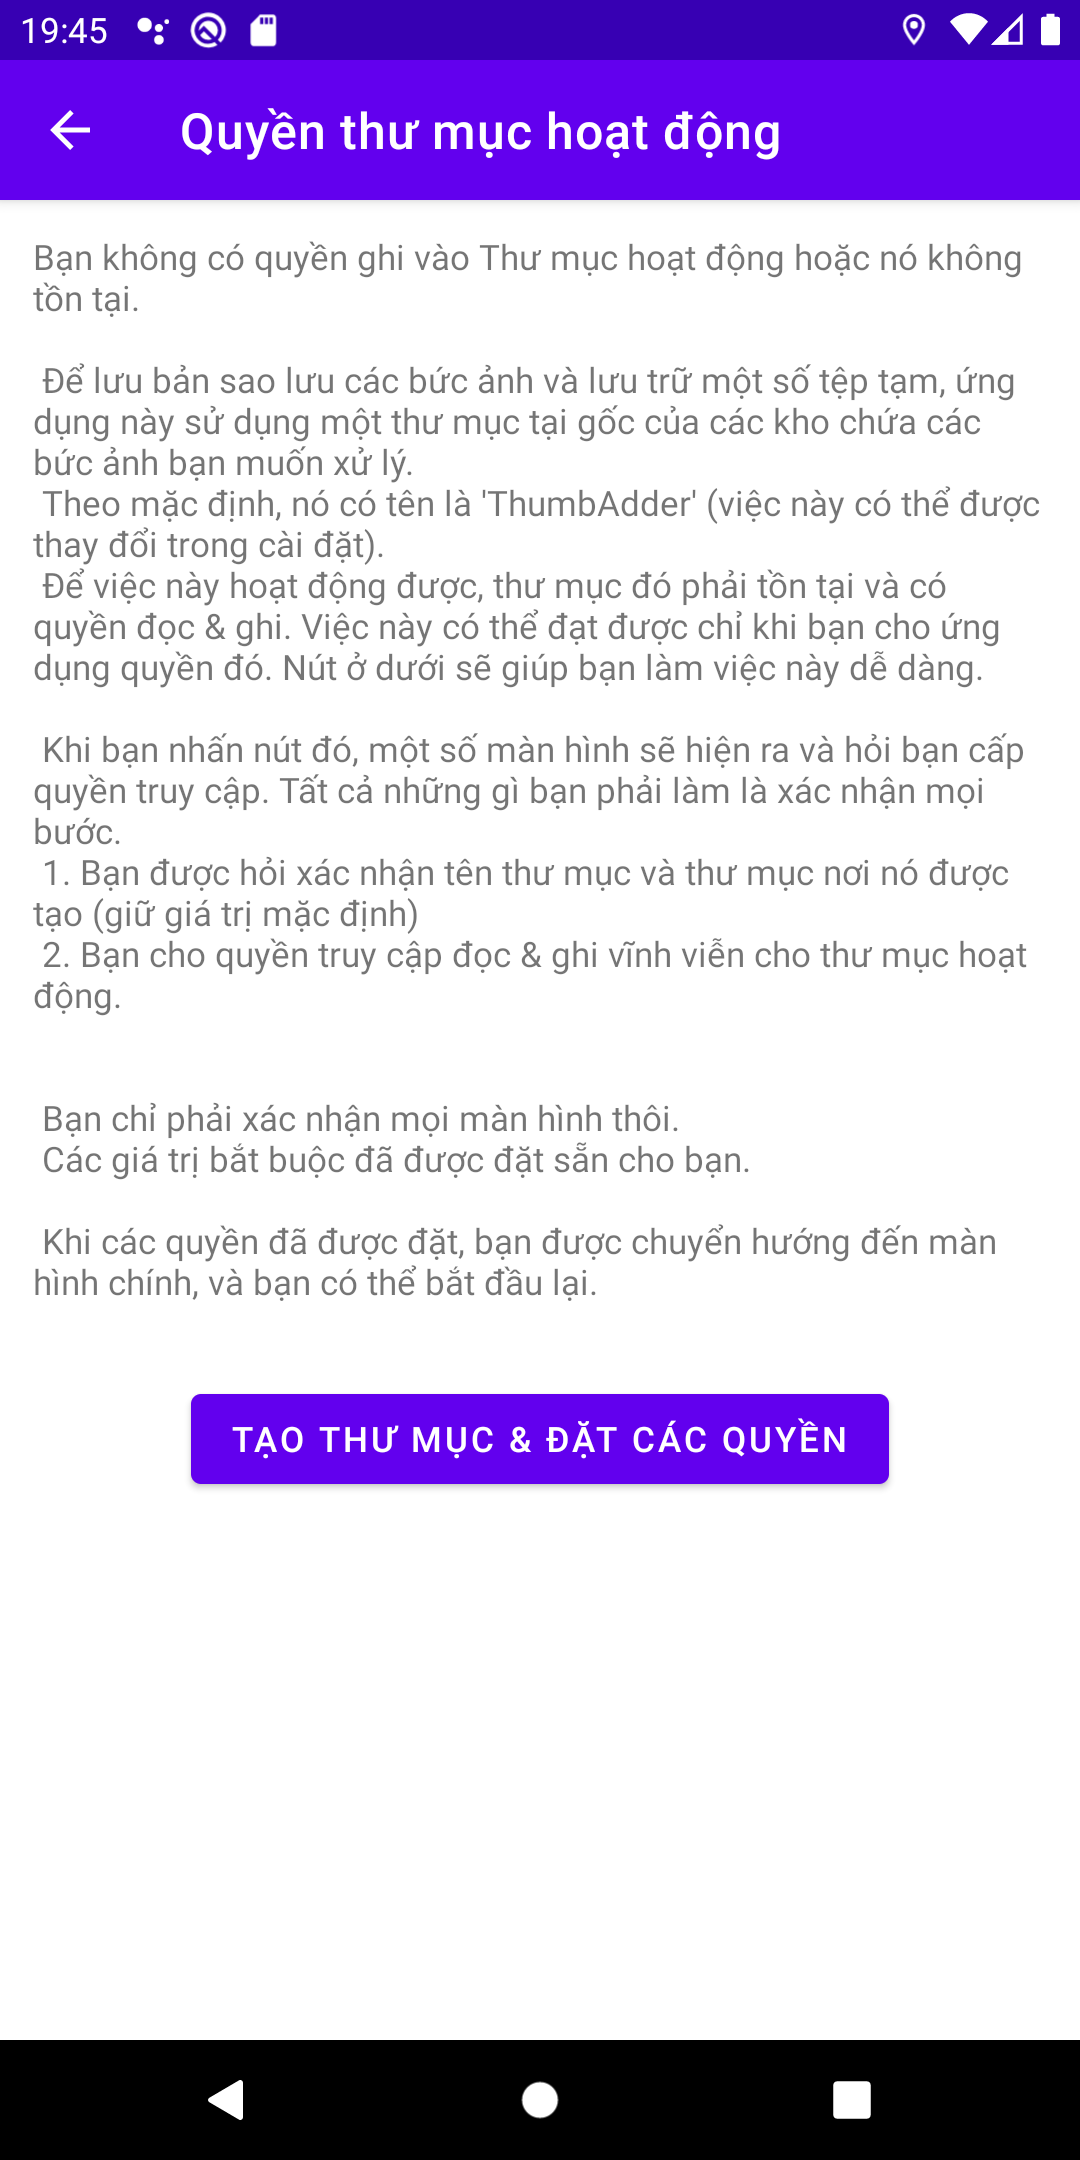 19:45
Quyền thư mục hoạt động
Bạn không có quyền ghi vào Thư mục hoạt động hoặc nó không
tồn tại.
Để lưu bản sao lưu các bức ảnh và lưu trữ một số tệp tạm, ứng
dụng này sử dụng một thư mục tại gốc của các kho chứa các
bức ảnh bạn muốn xử lý.
Theo mặc định, nó có tên là 'ThumbAdder' (việc này có thể được
thay đổi trong cài đặt).
Để việc này hoạt động được, thư mục đó phải tồn tại và có
quyền đọc & ghi. Việc này có thể đạt được chỉ khi bạn cho ứng
dụng quyền đó. Nút ở dưới sẽ giúp bạn làm việc này dễ dàng.
Khi bạn nhấn nút đó, một số màn hình sẽ hiện ra và hỏi bạn cấp
quyền truy cập. Tất cả những gì bạn phải làm là xác nhận mọi
bước.
1. Bạn được hỏi xác nhận tên thư mục và thư mục nơi nó được
tạo (giữ giá trị mặc định)
2. Bạn cho quyền truy cập đọc & ghi vĩnh viễn cho thư mục hoạt
động.
Bạn chỉ phải xác nhận mọi màn hình thôi.
Các giá trị bắt buộc đã được đặt sẵn cho bạn.
Khi các quyền đã được đặt, bạn được chuyển hướng đến màn
hình chính, và bạn có thể bắt đầu lại.
TẠO THƯ MỤC & ĐẶT CÁC QUYỀN